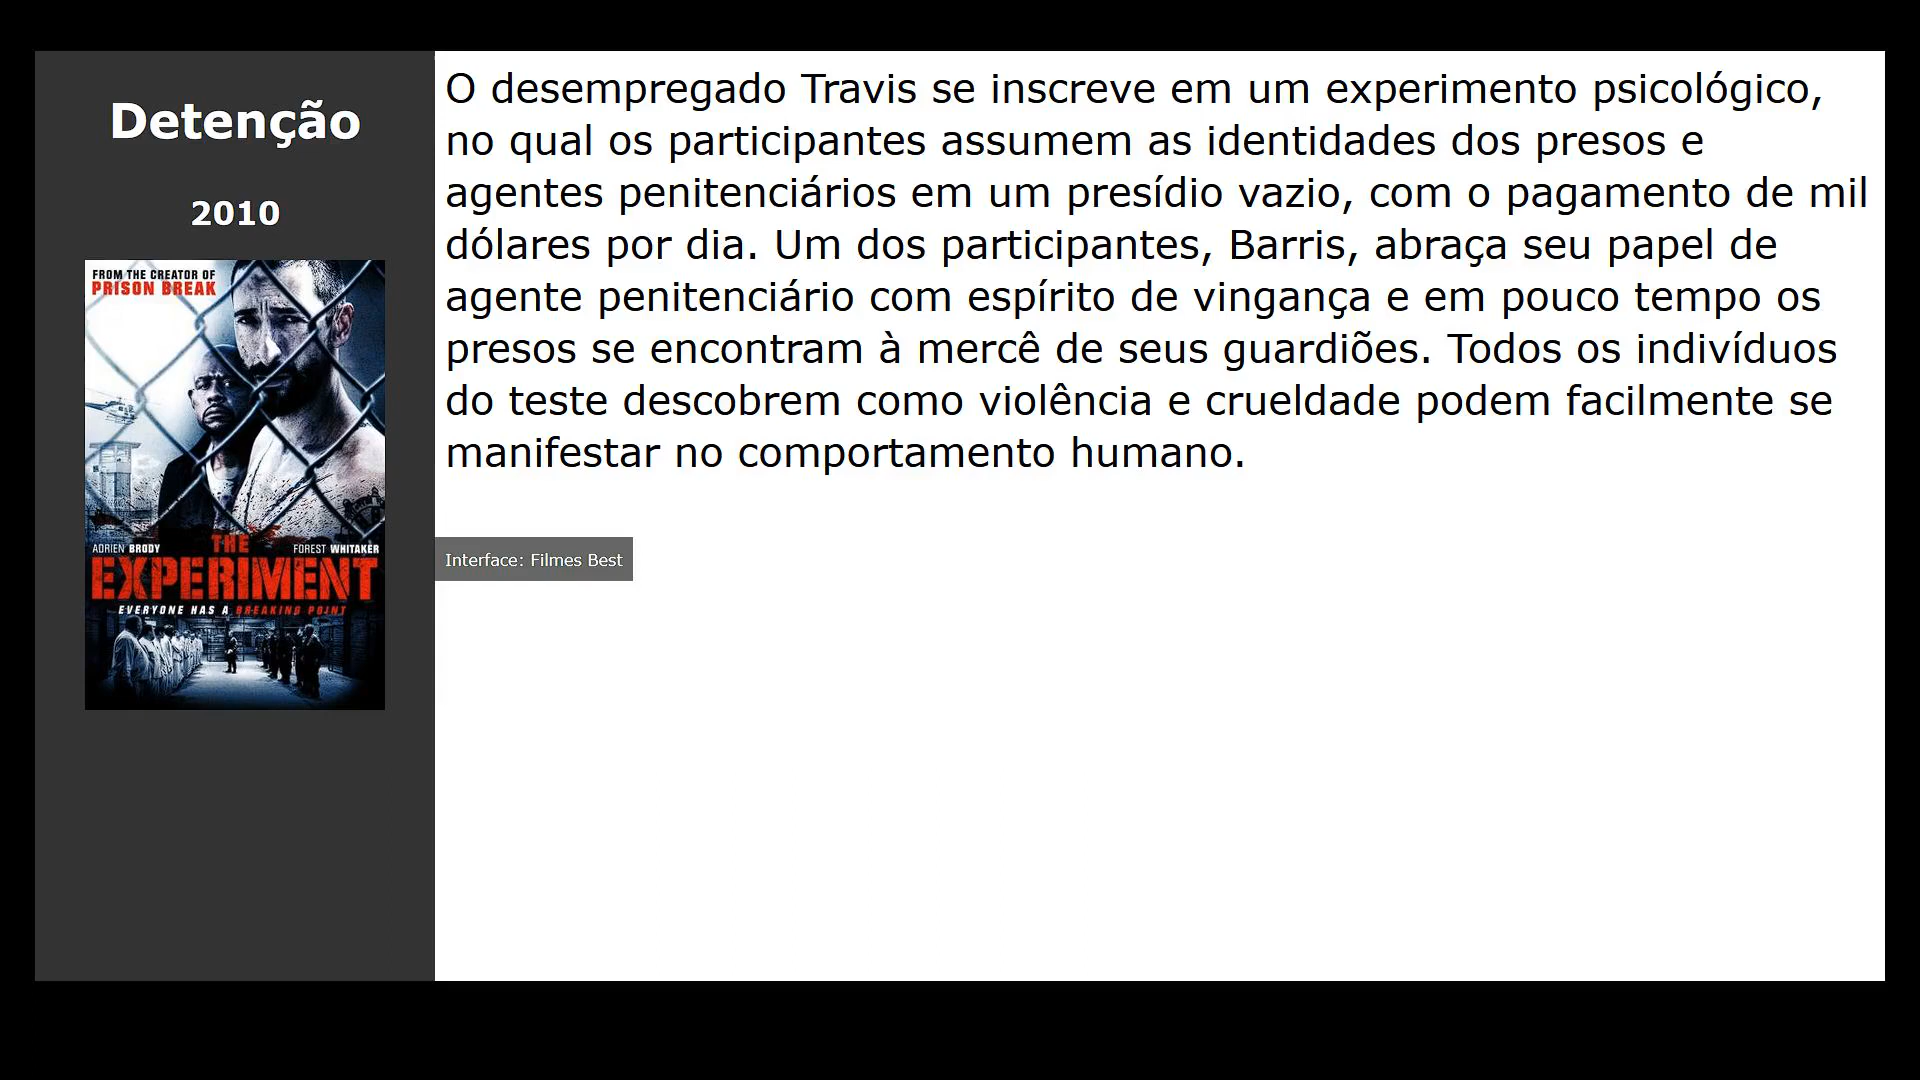 Detenção
2010
FROM THE CREATOR OF
PRISON BREAK
ADRIEN BRODY
FOREST WHITAKER
THE
EXPERIMENT
EVERYONE HAS A BREAKING POINT
O desempregado Travis se inscreve em um experimento psicológico,
no qual os participantes assumem as identidades dos presos e
agentes penitenciários em um presídio vazio, com o pagamento de mil
dólares por dia. Um dos participantes, Barris, abraça seu papel de
agente penitenciário com espírito de vingança e em pouco tempo os
presos se encontram à mercê de seus guardiões. Todos os indivíduos
do teste descobrem como violência e crueldade podem facilmente se
manifestar no comportamento humano.
Interface: Filmes Best